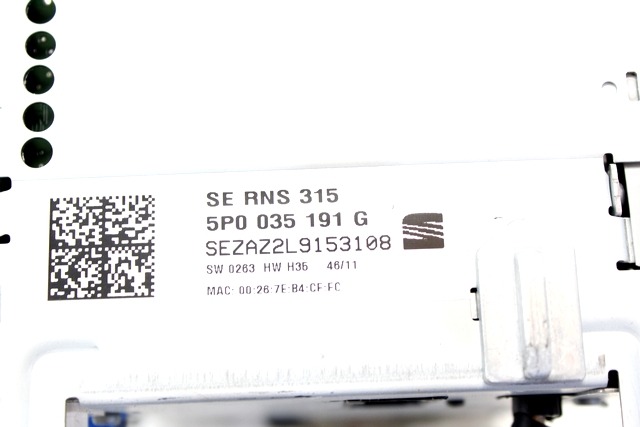 SE RNS 315
5P0 035 191 G
SEZAZ2L9153108
SW 0263 HW H36 46/11
MAC: 00:26:7E:B4:CF:FC